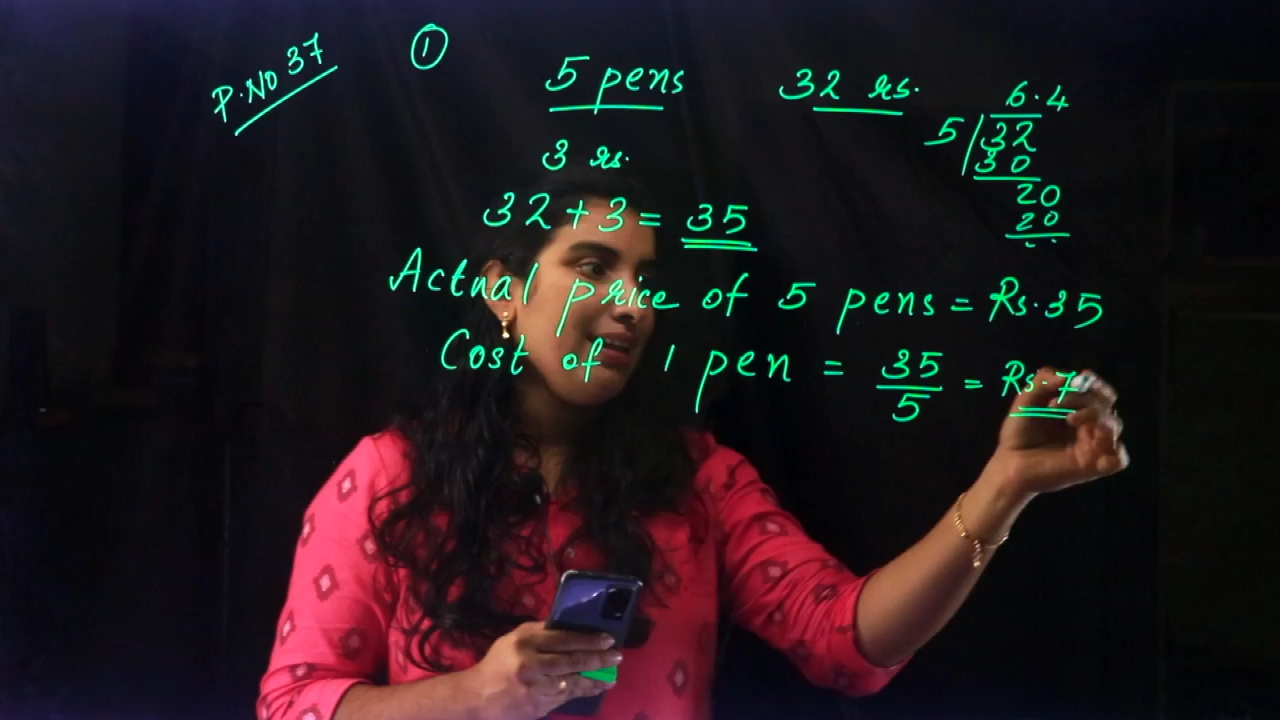 P.NO 37
1
5 pens 32 rs.
3 rs.
32 + 3 = 35
Actual price of 5 pens = Rs.35
Cost of 1 pen = 35/5 = Rs.7
6.4
5 32
30
20
20